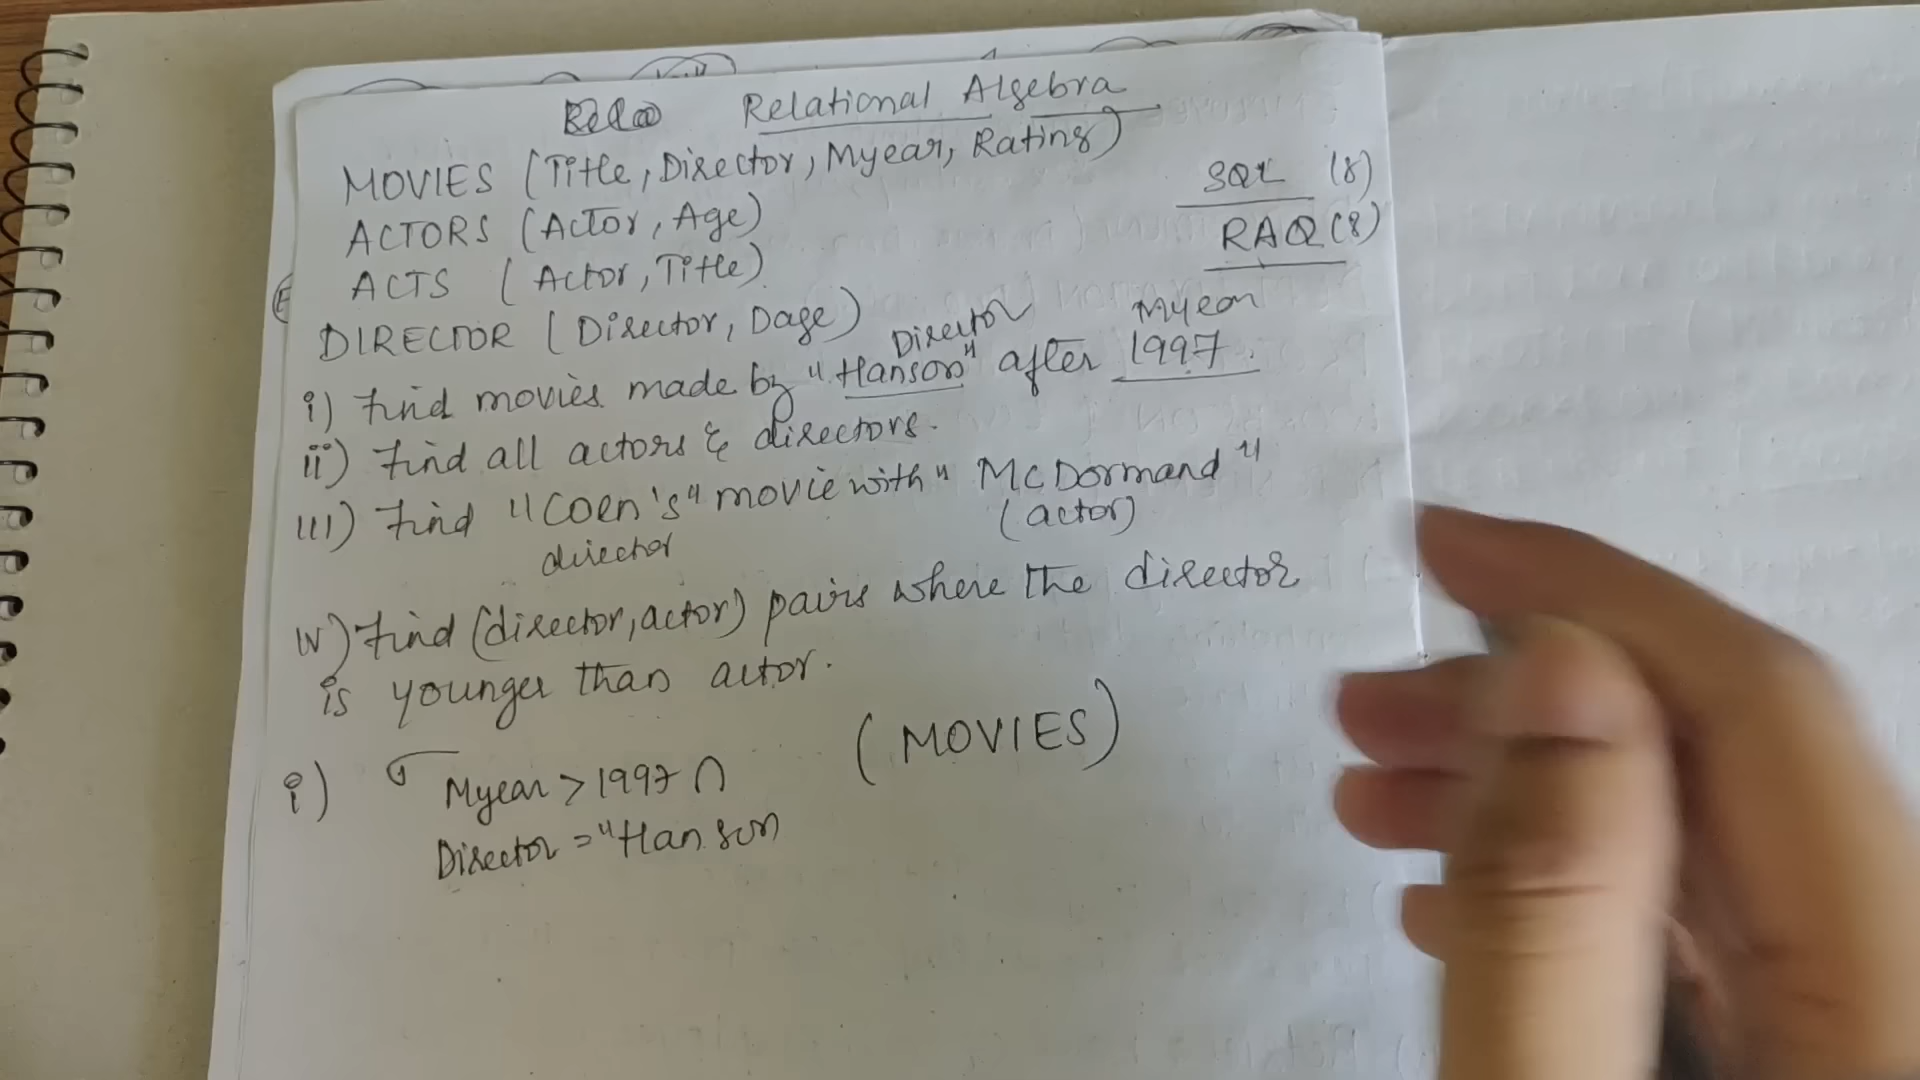 Relational Algebra
MOVIES (Title, Director, Myear, Rating)
SQL (8)
ACTORS (Actor, Age)
RAQ (8)
ACTS (Actor, Title)
DIRECTOR (Director, Dage)
Director Myear
i) Find movies made by "Hanson" after 1997.
ii) Find all actors & directors.
iii) Find "Coen's" movie with "McDormand"
director (actor)
iv) Find (director, actor) pairs where the director
is younger than actor.
i) σ Myear > 1997 ∩ (MOVIES)
Director = "Hanson